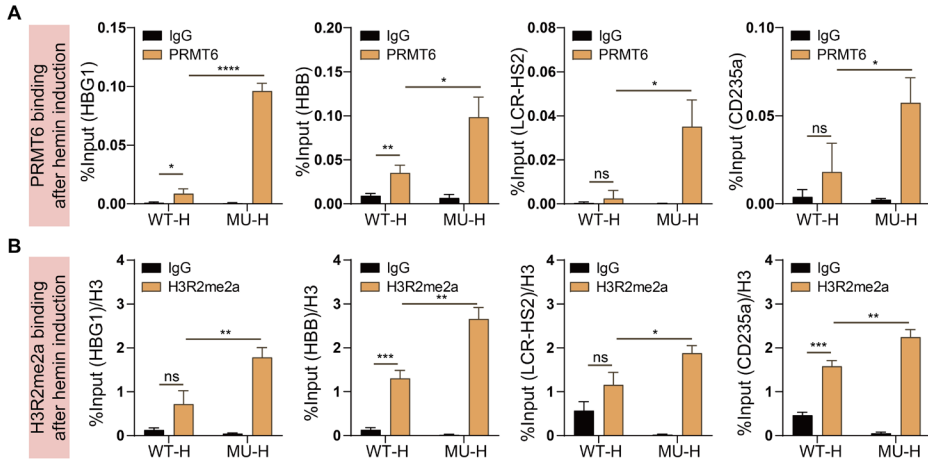 A
PRMT6 binding
after hemin induction
%Input (HBG1)
0.15
0.10
0.05
0.00
IgG
PRMT6
****
*
WT-H MU-H
%Input (HBB)
0.20
0.15
0.10
0.05
0.00
IgG
PRMT6
*
**
WT-H MU-H
%Input (LCR-HS2)
0.08
0.06
0.04
0.02
0.00
IgG
PRMT6
*
ns
WT-H MU-H
%Input (CD235a)
0.10
0.05
0.00
IgG
PRMT6
*
ns
WT-H MU-H
B
H3R2me2a binding
after hemin induction
%Input (HBG1)/H3
4
3
2
1
0
IgG
H3R2me2a
**
ns
WT-H MU-H
%Input (HBB)/H3
4
3
2
1
0
IgG
H3R2me2a
**
***
WT-H MU-H
%Input (LCR-HS2)/H3
4
3
2
1
0
IgG
H3R2me2a
*
ns
WT-H MU-H
%Input (CD235a)/H3
4
3
2
1
0
IgG
H3R2me2a
**
***
WT-H MU-H